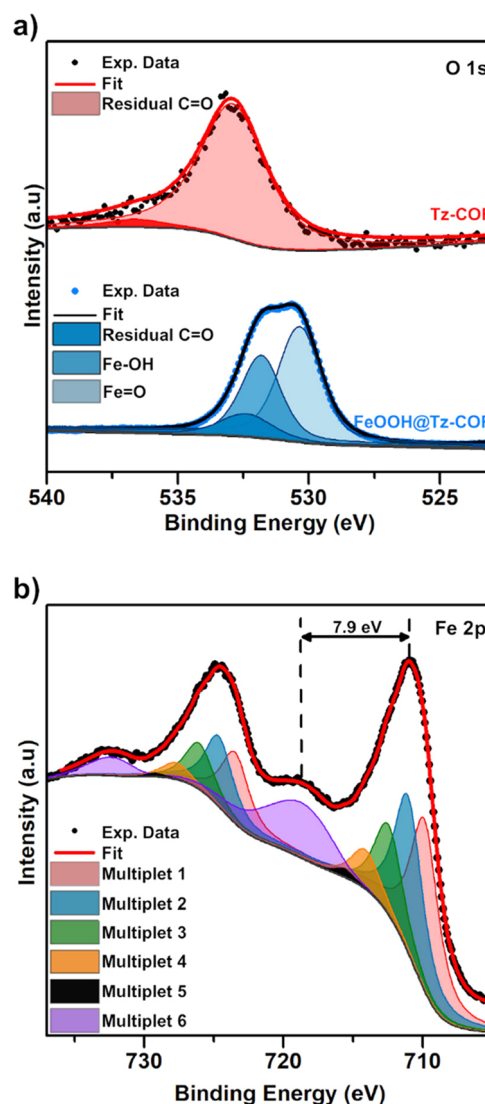 a)
Exp. Data
O 1s
Fit
Residual C=O
Tz-COF
Exp. Data
Fit
Residual C=O
Fe-OH
Fe=O
FeOOH@Tz-COF
Intensity (a.u)
540
535
530
525
Binding Energy (eV)
b)
7.9 eV
Fe 2p
Exp. Data
Fit
Multiplet 1
Multiplet 2
Multiplet 3
Multiplet 4
Multiplet 5
Multiplet 6
Intensity (a.u)
730
720
710
Binding Energy (eV)